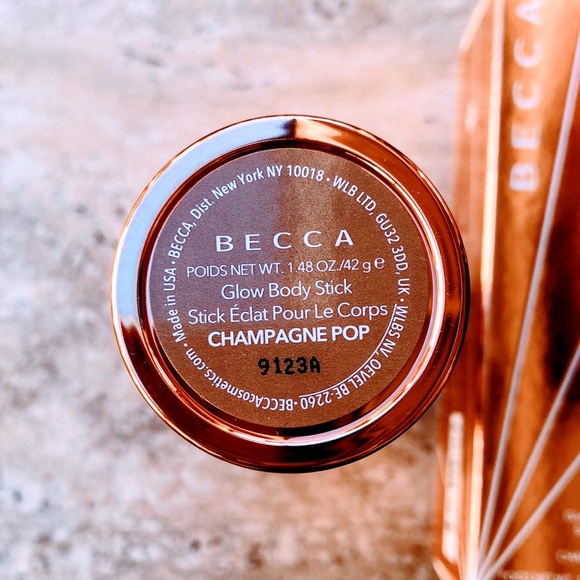 BECCA
POIDS NET WT. 1.48 OZ./42 g ℮
Glow Body Stick
Stick Éclat Pour Le Corps
CHAMPAGNE POP
9123A
Made in USA • BECCA, Dist. New York NY 10018 • WLB LTD, GU32 3DD, UK • WLBS NV, OEVEL BE-2260 • BECCAcosmetics.com •
BECCA